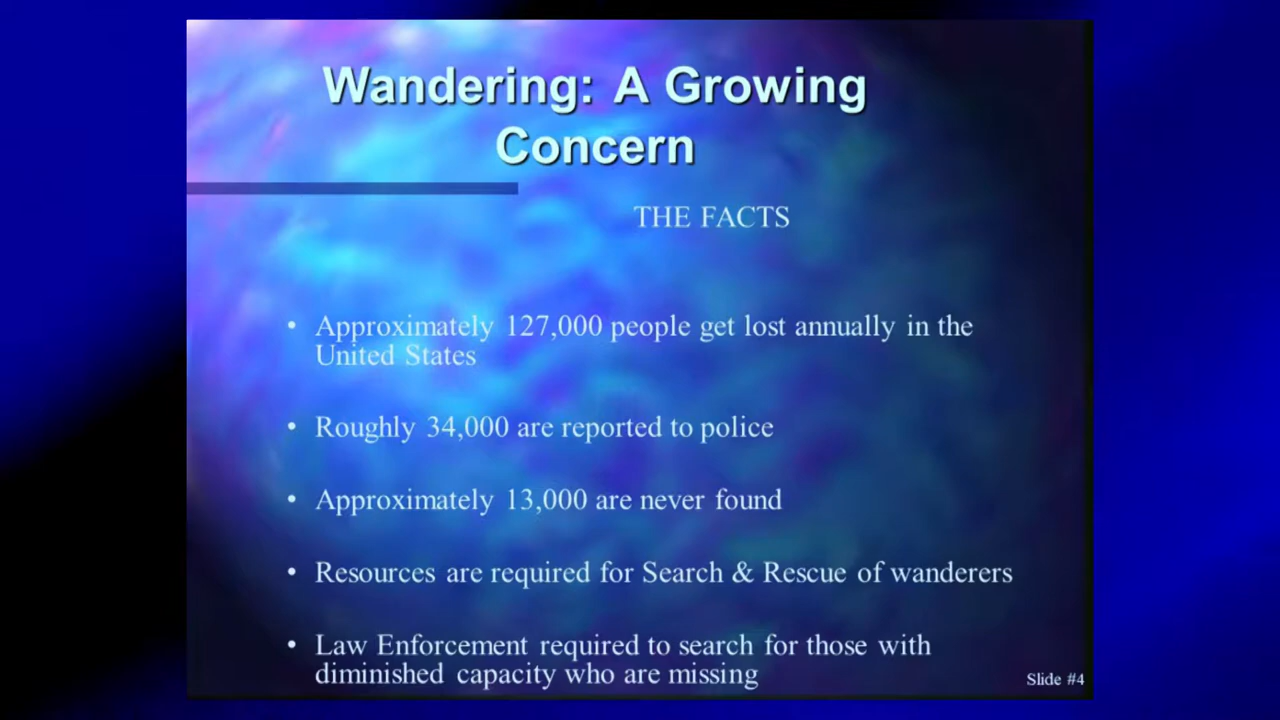 Wandering: A Growing
Concern
THE FACTS
• Approximately 127,000 people get lost annually in the
United States
• Roughly 34,000 are reported to police
• Approximately 13,000 are never found
• Resources are required for Search & Rescue of wanderers
• Law Enforcement required to search for those with
diminished capacity who are missing
Slide #4